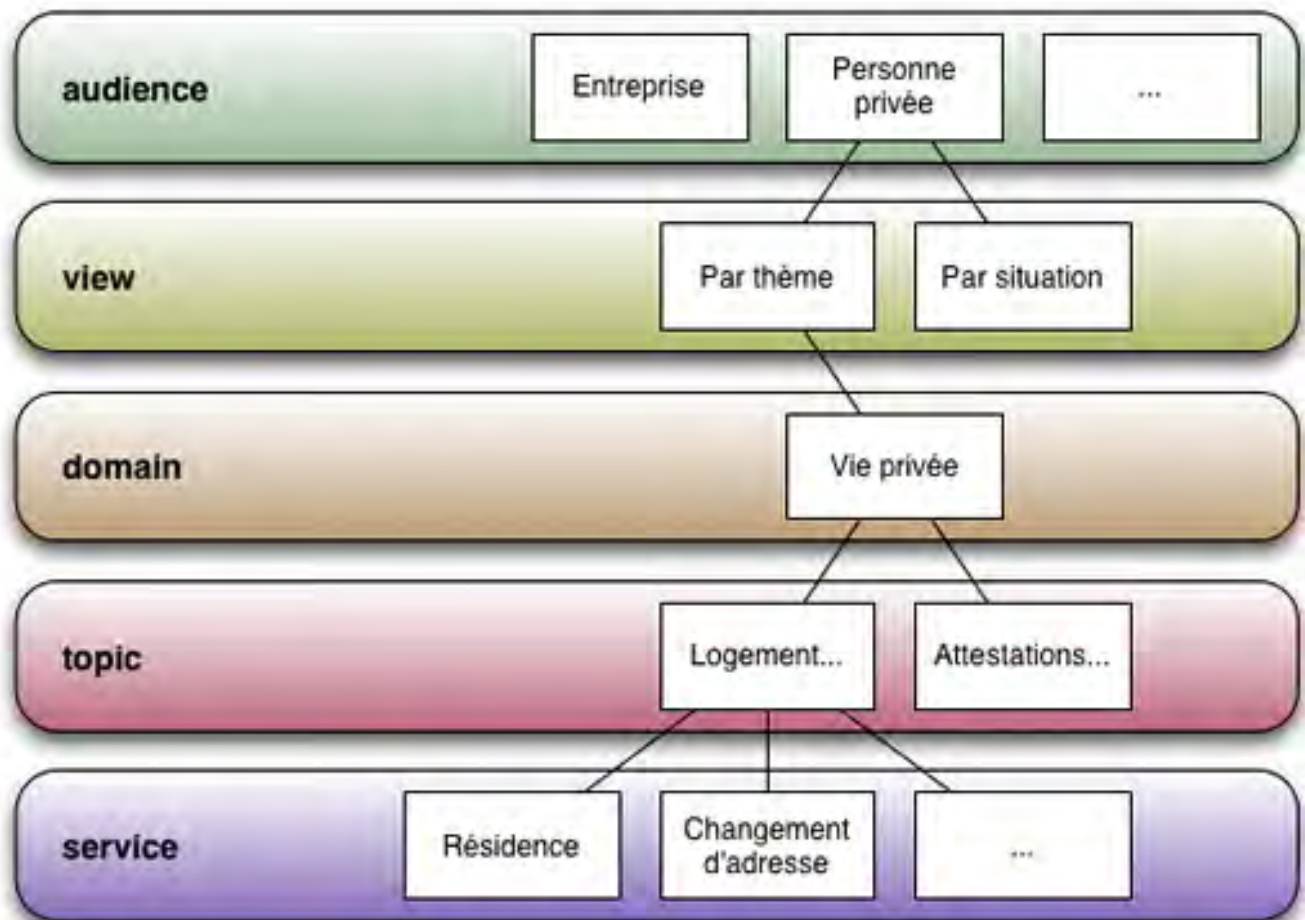 audience
Entreprise
Personne
privée
...
view
Par thème
Par situation
domain
Vie privée
topic
Logement...
Attestations...
service
Résidence
Changement
d'adresse
...